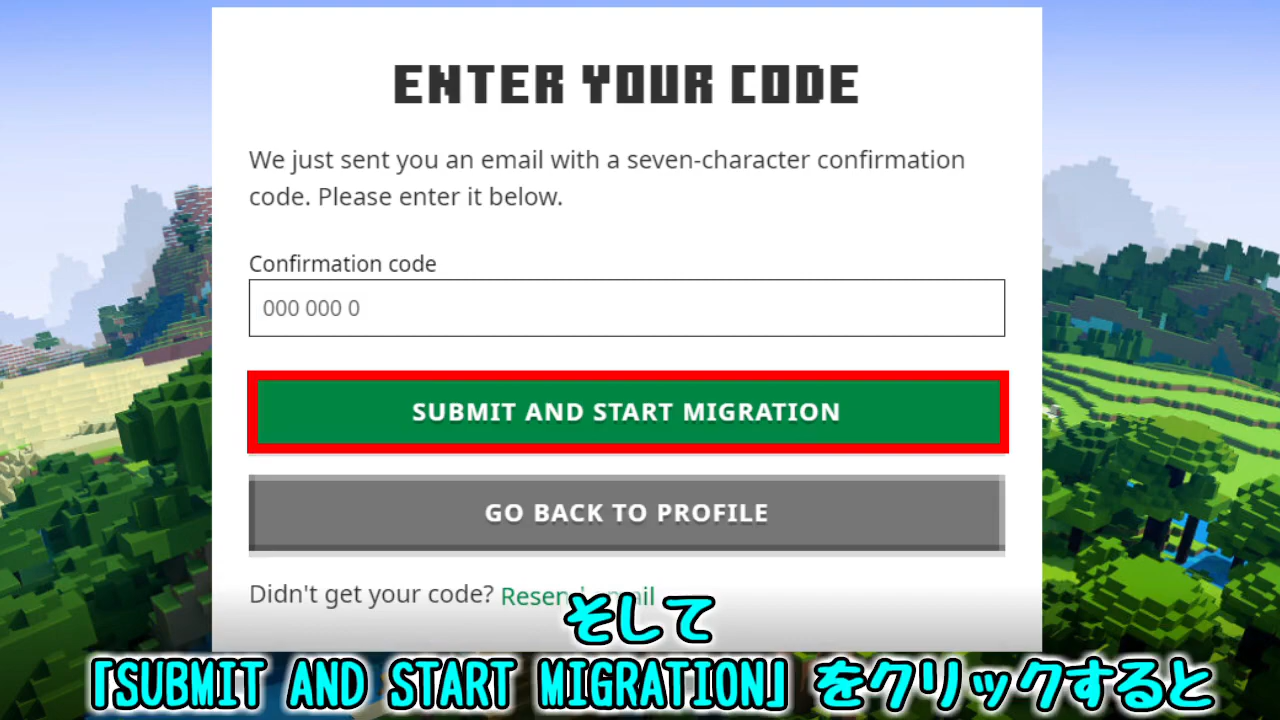 ENTER YOUR CODE
We just sent you an email with a seven-character confirmation
code. Please enter it below.
Confirmation code
000 000 0
SUBMIT AND START MIGRATION
GO BACK TO PROFILE
Didn't get your code? Resend email
そして
「SUBMIT AND START MIGRATION」をクリックすると